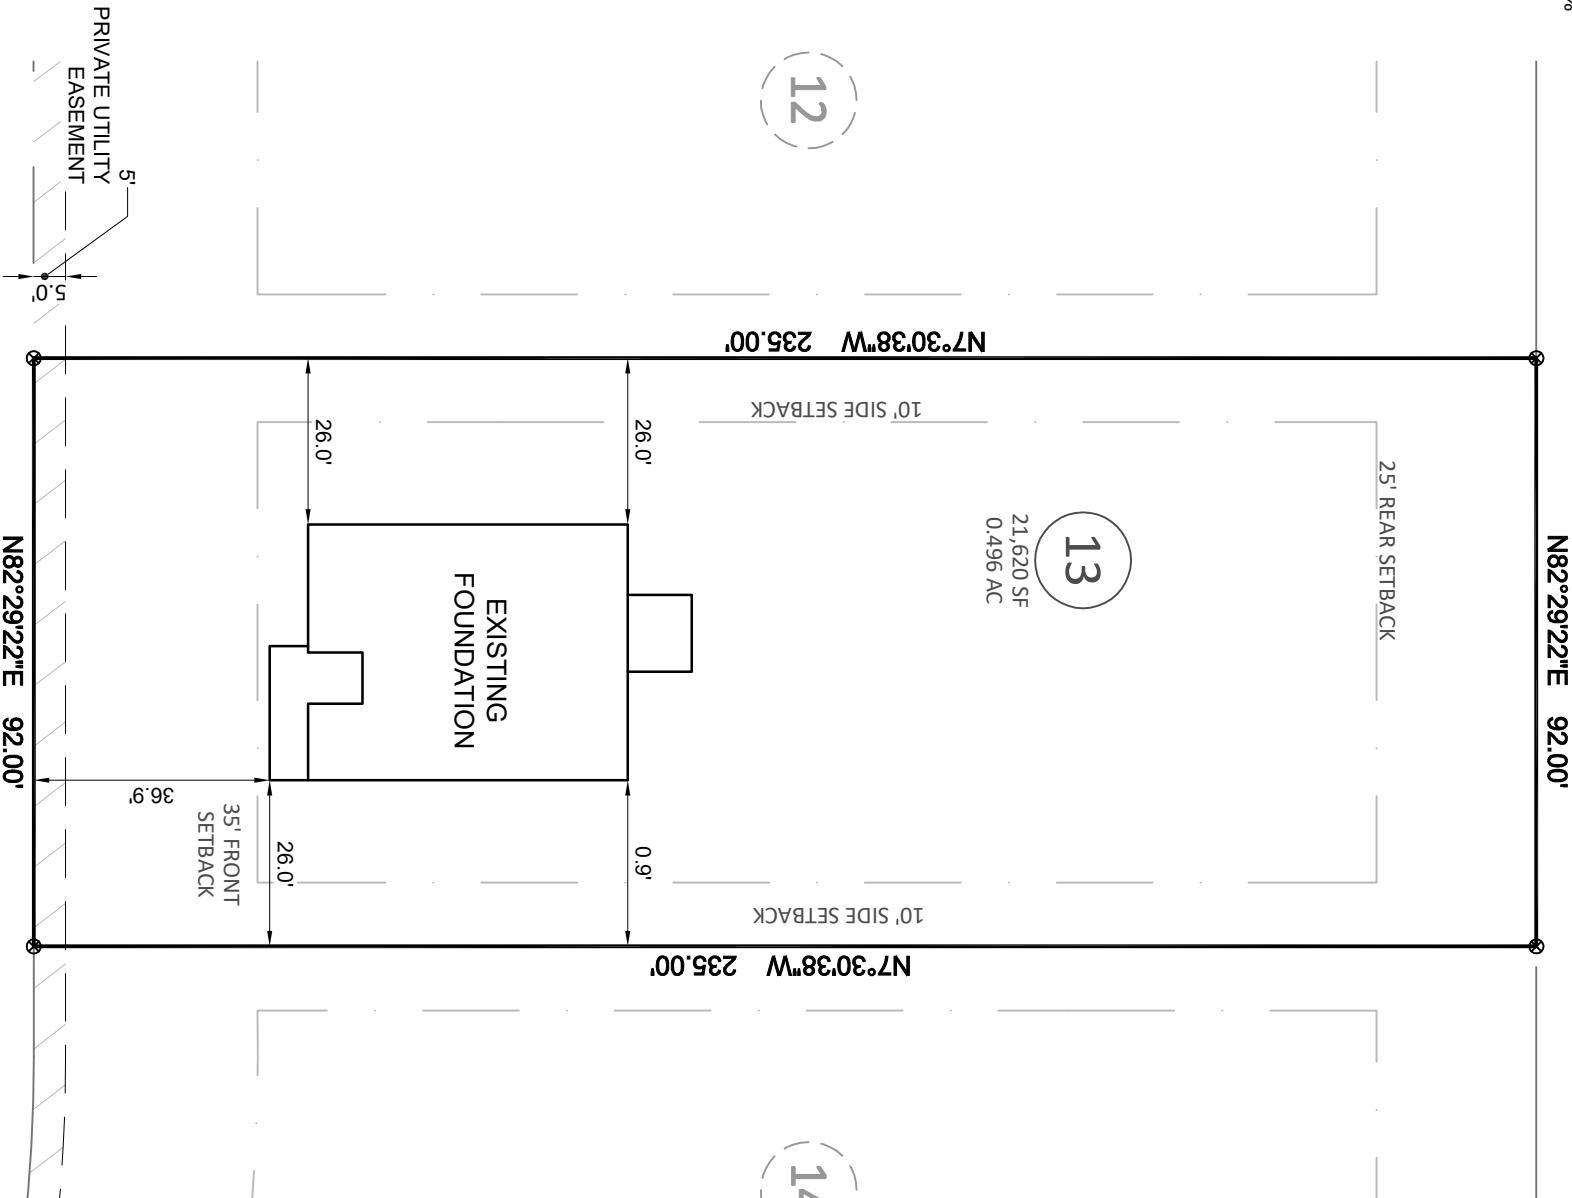 12
PRIVATE UTILITY
EASEMENT
5'
5.0'
N7°30'38"W 235.00'
10' SIDE SETBACK
26.0'
26.0'
25' REAR SETBACK
13
21,620 SF
0.496 AC
N82°29'22"E 92.00'
N82°29'22"E 92.00'
EXISTING
FOUNDATION
36.9'
35' FRONT
SETBACK
26.0'
0.9'
10' SIDE SETBACK
N7°30'38"W 235.00'
14